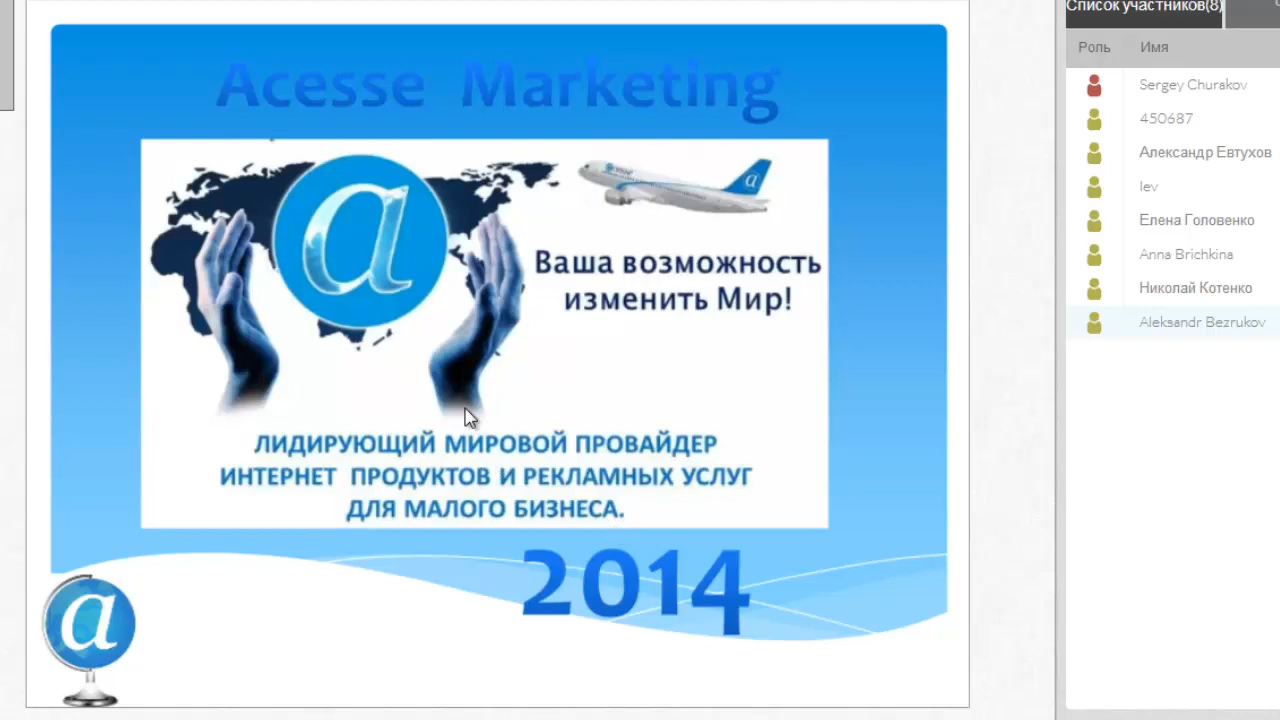 Acesse Marketing
a
Ваша возможность
изменить Мир!
ЛИДИРУЮЩИЙ МИРОВОЙ ПРОВАЙДЕР
ИНТЕРНЕТ ПРОДУКТОВ И РЕКЛАМНЫХ УСЛУГ
ДЛЯ МАЛОГО БИЗНЕСА.
2014
a
Список участников(8)
Роль Имя
Sergey Churakov
450687
Александр Евтухов
lev
Елена Головенко
Anna Brichkina
Николай Котенко
Aleksandr Bezrukov